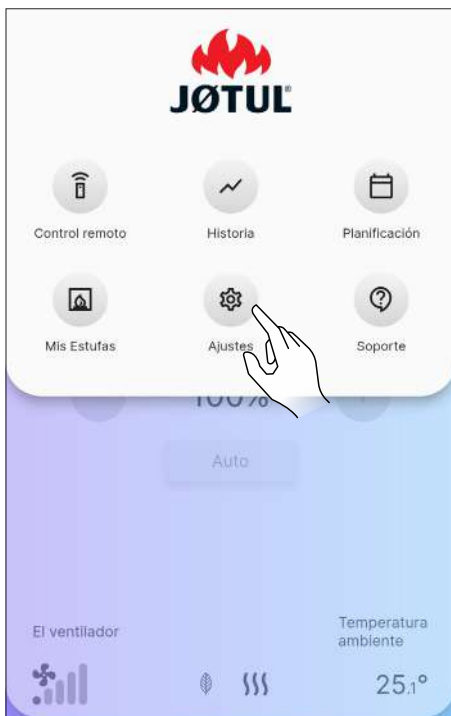 JØTUL®
Control remoto
Historia
Planificación
Mis Estufas
Ajustes
Soporte
100%
Auto
El ventilador
Temperatura
ambiente
25.1°